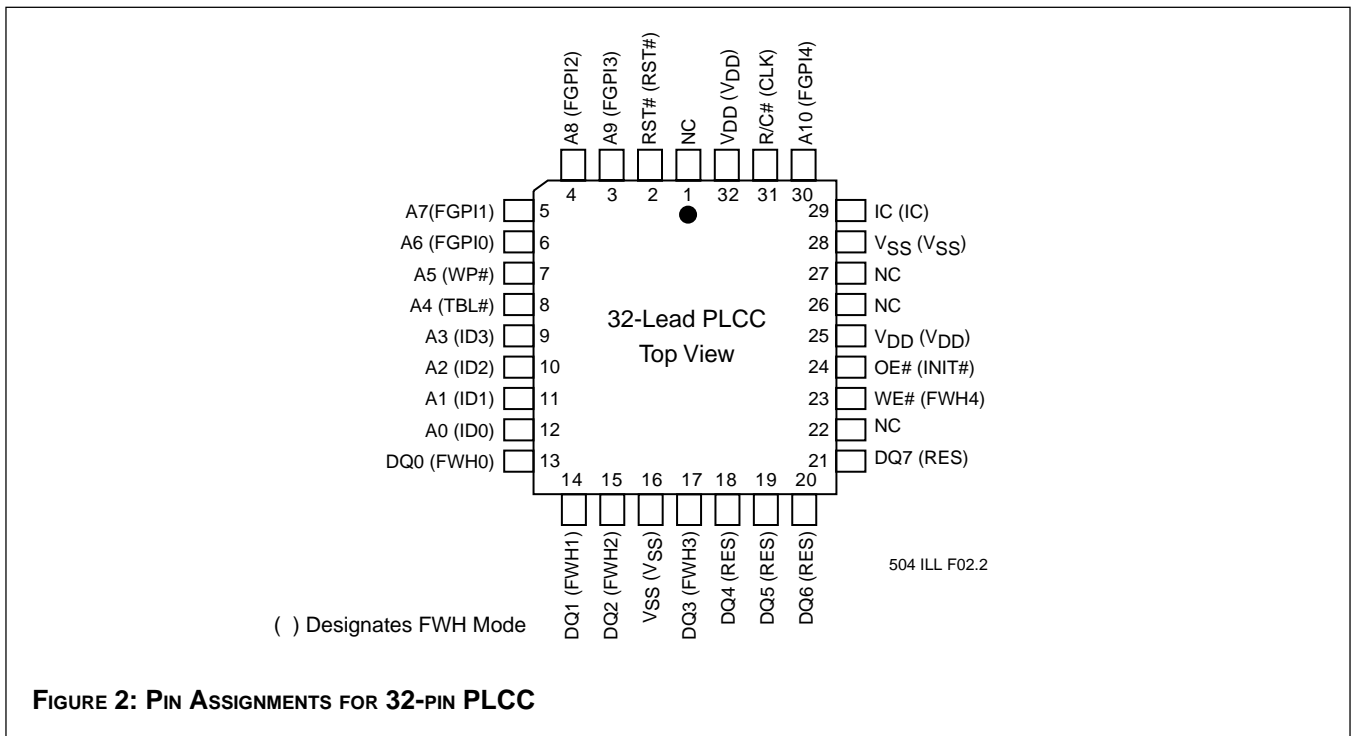 A8 (FGPI2)
A9 (FGPI3)
RST# (RST#)
NC
VDD (VDD)
R/C# (CLK)
A10 (FGPI4)
4 3 2 1 32 31 30
A7(FGPI1) 5
A6 (FGPI0) 6
A5 (WP#) 7
A4 (TBL#) 8
A3 (ID3) 9
A2 (ID2) 10
A1 (ID1) 11
A0 (ID0) 12
DQ0 (FWH0) 13
32-Lead PLCC
Top View
29 IC (IC)
28 VSS (VSS)
27 NC
26 NC
25 VDD (VDD)
24 OE# (INIT#)
23 WE# (FWH4)
22 NC
21 DQ7 (RES)
14 15 16 17 18 19 20
DQ1 (FWH1)
DQ2 (FWH2)
VSS (VSS)
DQ3 (FWH3)
DQ4 (RES)
DQ5 (RES)
DQ6 (RES)
504 ILL F02.2
( ) Designates FWH Mode
FIGURE 2: PIN ASSIGNMENTS FOR 32-PIN PLCC